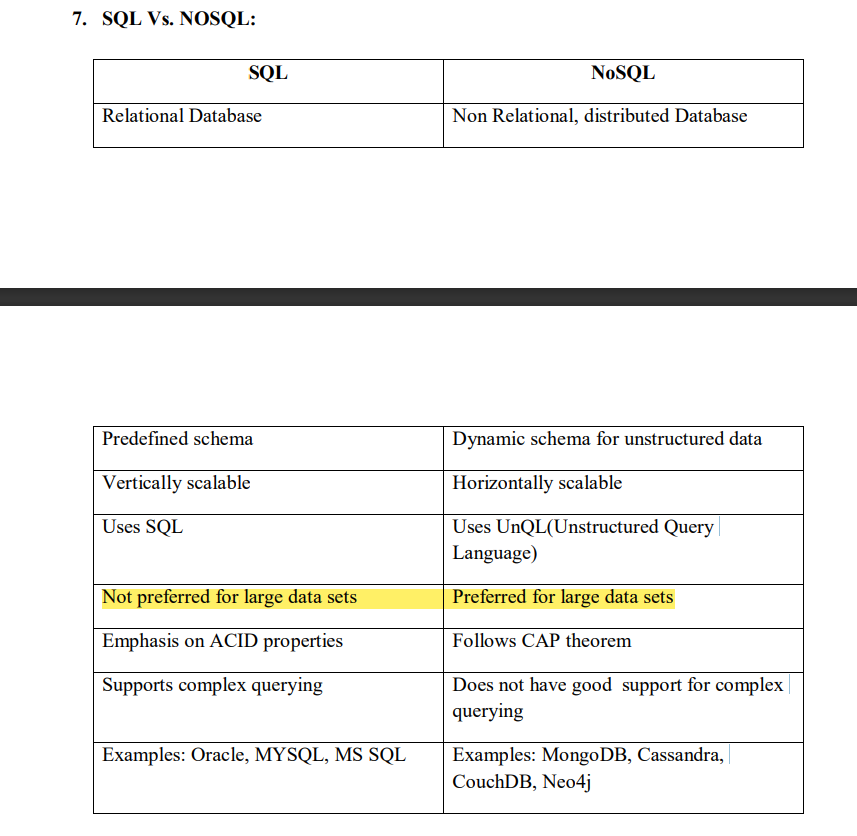 7. SQL Vs. NOSQL:
SQL
NoSQL
Relational Database
Non Relational, distributed Database
Predefined schema
Dynamic schema for unstructured data
Vertically scalable
Horizontally scalable
Uses SQL
Uses UnQL(Unstructured Query
Language)
Not preferred for large data sets
Preferred for large data sets
Emphasis on ACID properties
Follows CAP theorem
Supports complex querying
Does not have good  support for complex
querying
Examples: Oracle, MYSQL, MS SQL
Examples: MongoDB, Cassandra,
CouchDB, Neo4j